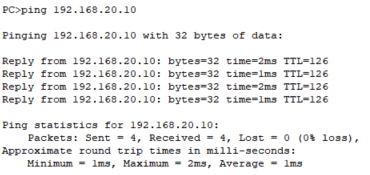 PC>ping 192.168.20.10
Pinging 192.168.20.10 with 32 bytes of data:
Reply from 192.168.20.10: bytes=32 time=2ms TTL=126
Reply from 192.168.20.10: bytes=32 time=1ms TTL=126
Reply from 192.168.20.10: bytes=32 time=1ms TTL=126
Reply from 192.168.20.10: bytes=32 time=1ms TTL=126
Ping statistics for 192.168.20.10:
Packets: Sent = 4, Received = 4, Lost = 0 (0% loss),
Approximate round trip times in milli-seconds:
Minimum = 1ms, Maximum = 2ms, Average = 1ms